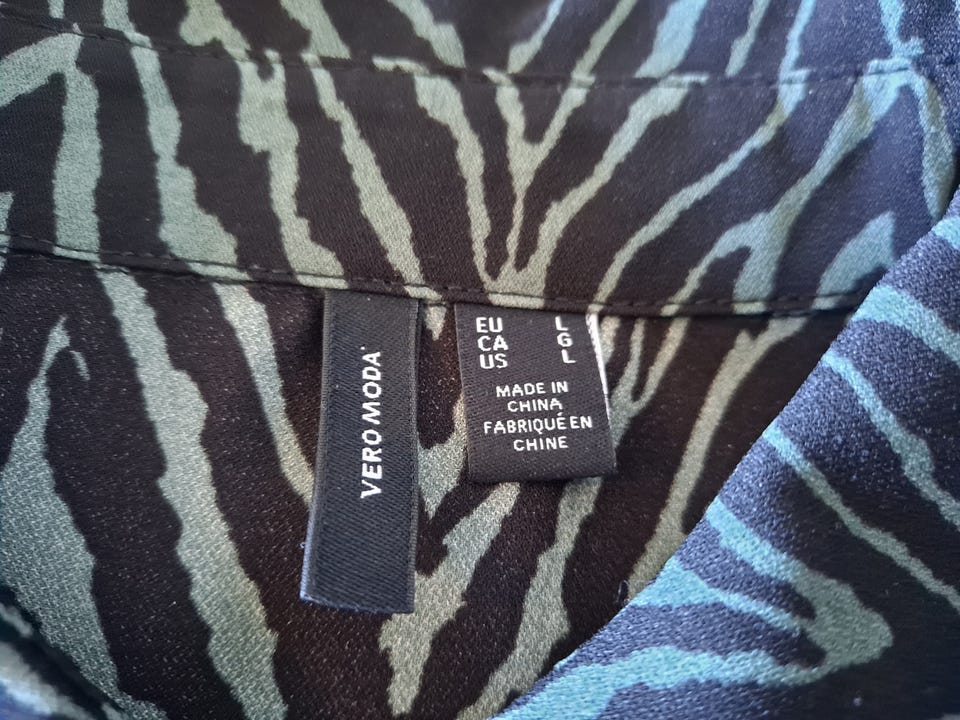 VERO MODA
EU L
CA G
US L
MADE IN
CHINA
FABRIQUÉ EN
CHINE